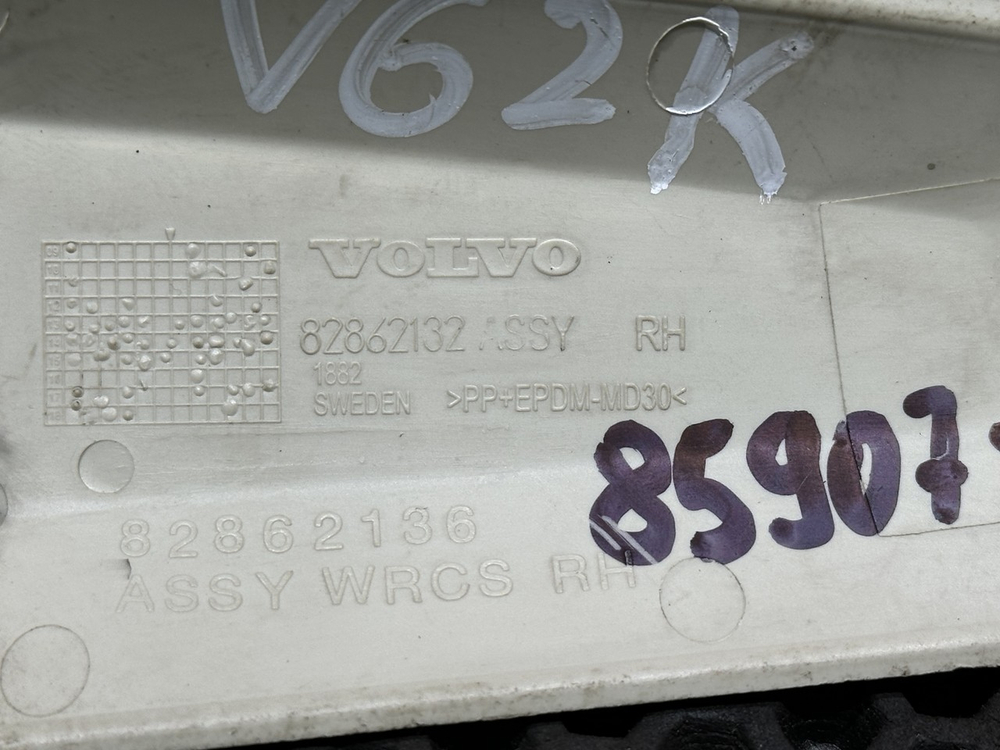 V62K
VOLVO
82862132 ASSY RH
1882
SWEDEN >PP+EPDM-MD30<
85907
82862136
ASSY WRCS RH